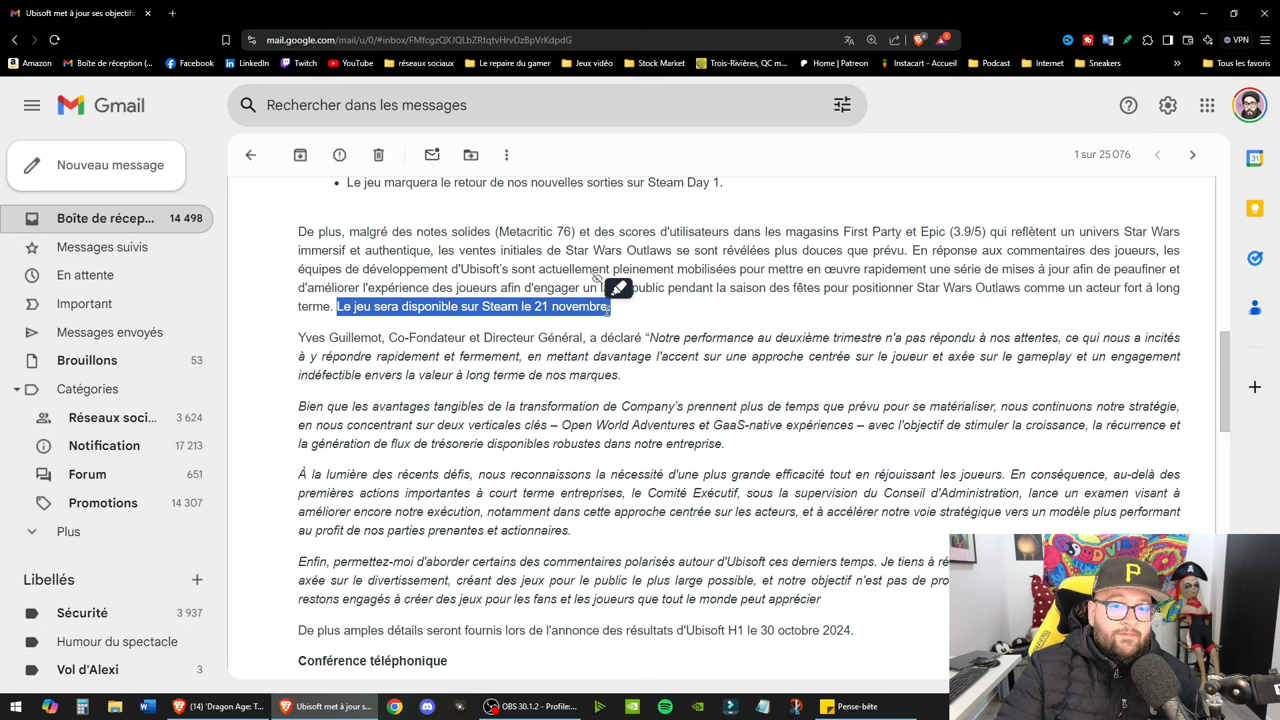 Ubisoft met à jour ses objectifs
mail.google.com/mail/u/0/#inbox/FMfcgzQXJQLbZRtqtvHrvDzBpVrKdpdG
VPN
Amazon
Boîte de réception (...
Facebook
LinkedIn
Twitch
YouTube
réseaux sociaux
Le repaire du gamer
Jeux vidéo
Stock Market
Trois-Rivières, QC m...
Home | Patreon
Instacart - Accueil
Podcast
Internet
Sneakers
Tous les favoris
Gmail
Rechercher dans les messages
Nouveau message
1 sur 25 076
Boîte de récep... 14 498
Messages suivis
En attente
Important
Messages envoyés
Brouillons 53
Catégories
Réseaux soci... 3 624
Notification 17 213
Forum 651
Promotions 14 307
Plus
Libellés
Sécurité 3 937
Humour du spectacle
Vol d'Alexi 3
• Le jeu marquera le retour de nos nouvelles sorties sur Steam Day 1.
De plus, malgré des notes solides (Metacritic 76) et des scores d'utilisateurs dans les magasins First Party et Epic (3.9/5) qui reflètent un univers Star Wars
immersif et authentique, les ventes initiales de Star Wars Outlaws se sont révélées plus douces que prévu. En réponse aux commentaires des joueurs, les
équipes de développement d'Ubisoft's sont actuellement pleinement mobilisées pour mettre en œuvre rapidement une série de mises à jour afin de peaufiner et
d'améliorer l'expérience des joueurs afin d'engager un public pendant la saison des fêtes pour positionner Star Wars Outlaws comme un acteur fort à long
terme. Le jeu sera disponible sur Steam le 21 novembre.
Yves Guillemot, Co-Fondateur et Directeur Général, a déclaré “Notre performance au deuxième trimestre n'a pas répondu à nos attentes, ce qui nous a incités
à y répondre rapidement et fermement, en mettant davantage l'accent sur une approche centrée sur le joueur et axée sur le gameplay et un engagement
indéfectible envers la valeur à long terme de nos marques.
Bien que les avantages tangibles de la transformation de Company's prennent plus de temps que prévu pour se matérialiser, nous continuons notre stratégie,
en nous concentrant sur deux verticales clés – Open World Adventures et GaaS-native expériences – avec l'objectif de stimuler la croissance, la récurrence et
la génération de flux de trésorerie disponibles robustes dans notre entreprise.
À la lumière des récents défis, nous reconnaissons la nécessité d'une plus grande efficacité tout en réjouissant les joueurs. En conséquence, au-delà des
premières actions importantes à court terme entreprises, le Comité Exécutif, sous la supervision du Conseil d'Administration, lance un examen visant à
améliorer encore notre exécution, notamment dans cette approche centrée sur les acteurs, et à accélérer notre voie stratégique vers un modèle plus performant
au profit de nos parties prenantes et actionnaires.
Enfin, permettez-moi d'aborder certains des commentaires polarisés autour d'Ubisoft ces derniers temps. Je tiens à ré
axée sur le divertissement, créant des jeux pour le public le plus large possible, et notre objectif n'est pas de pro
restons engagés à créer des jeux pour les fans et les joueurs que tout le monde peut apprécier
De plus amples détails seront fournis lors de l'annonce des résultats d'Ubisoft H1 le 30 octobre 2024.
Conférence téléphonique
P
(14) 'Dragon Age: T...
Ubisoft met à jour s...
OBS 30.1.2 - Profile:...
Pense-bête